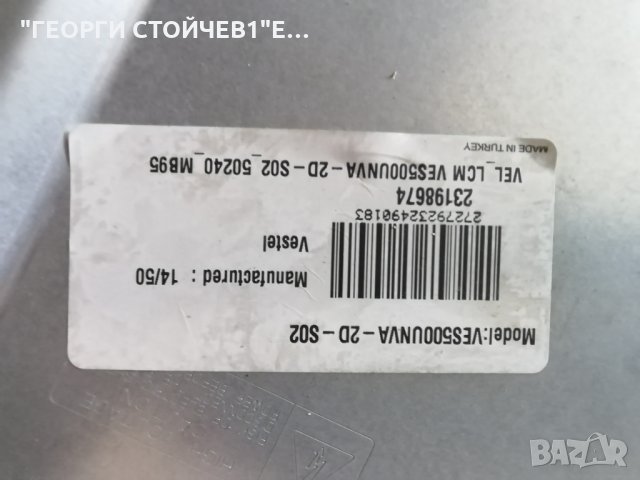 "ГЕОРГИ СТОЙЧЕВ1"Е...
Model:VES500UNVA-2D-S02
Manufactured : 14/50
Vestel
27279232490183
23198674
VEL_LCM VES500UNVA-2D-S02_50240_MB95
MADE IN TURKEY
BAZAR